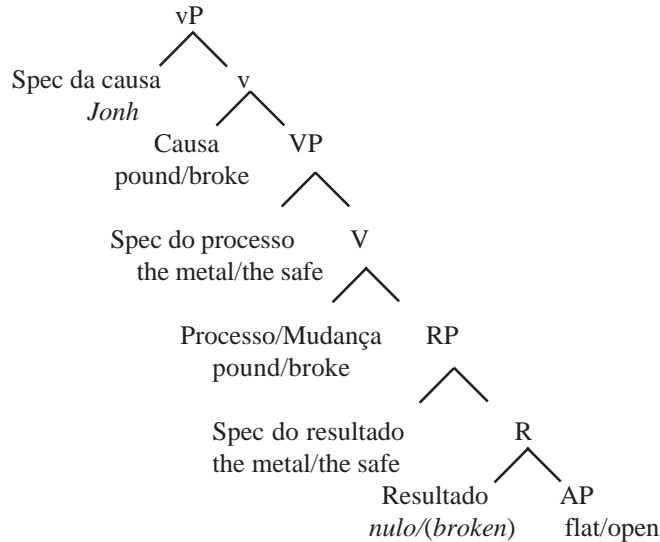 vP
Spec da causa v
Jonh
Causa VP
pound/broke
Spec do processo V
the metal/the safe
Processo/Mudança RP
pound/broke
Spec do resultado R
the metal/the safe
Resultado AP
nulo/(broken) flat/open